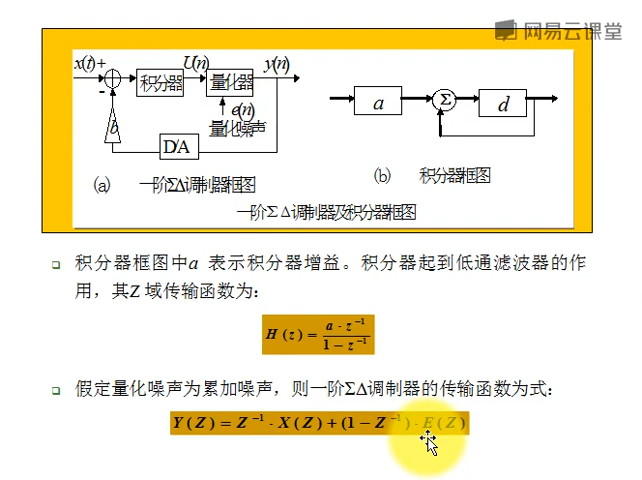 网易云课堂
x(t)+ U(n) y(n)
积分器 量化器
- e(n)
b 量化噪声
D/A
a Σ d
(a) 一阶ΣΔ调制器框图
(b) 积分器框图
一阶ΣΔ调制器及积分器框图
积分器框图中a 表示积分器增益。积分器起到低通滤波器的作
用，其Z 域传输函数为：
H(z) = a · z⁻¹ / 1 − z⁻¹
假定量化噪声为累加噪声，则一阶ΣΔ调制器的传输函数为式：
Y(Z) = Z⁻¹ · X(Z) + (1 − Z⁻¹) · E(Z)